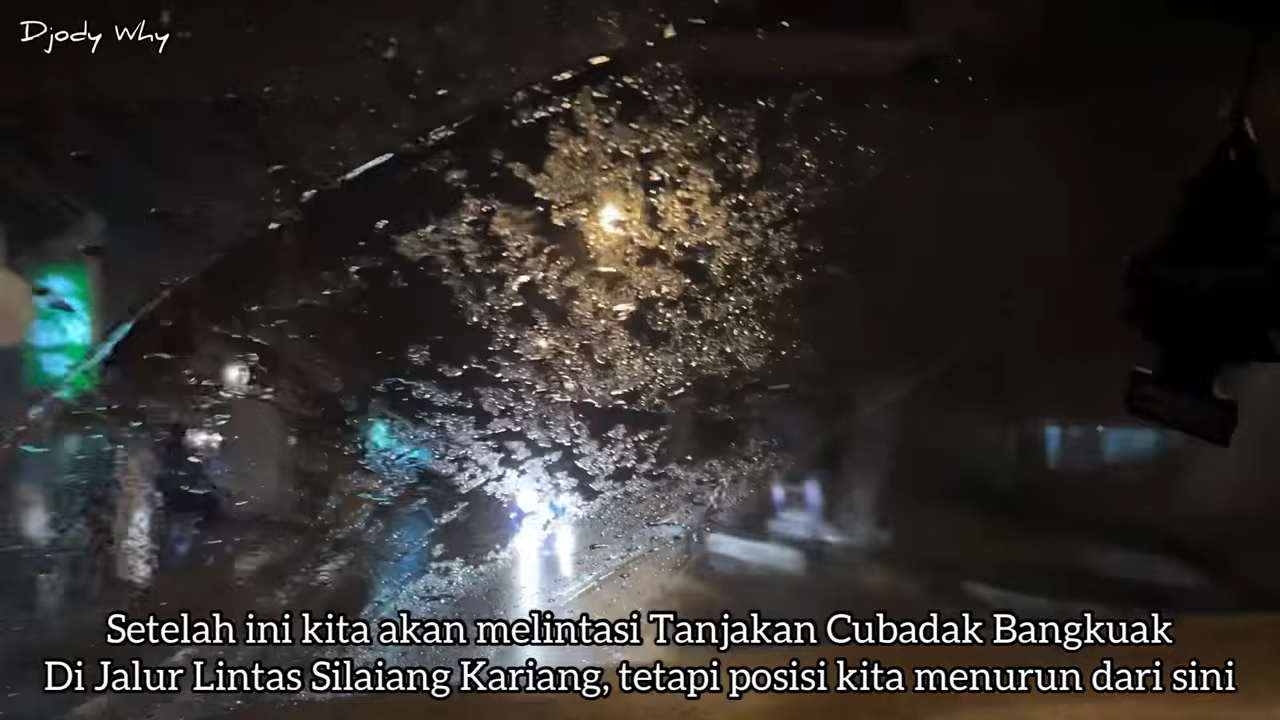 Djody Why
Setelah ini kita akan melintasi Tanjakan Cubadak Bangkuak
Di Jalur Lintas Silaiang Kariang, tetapi posisi kita menurun dari sini